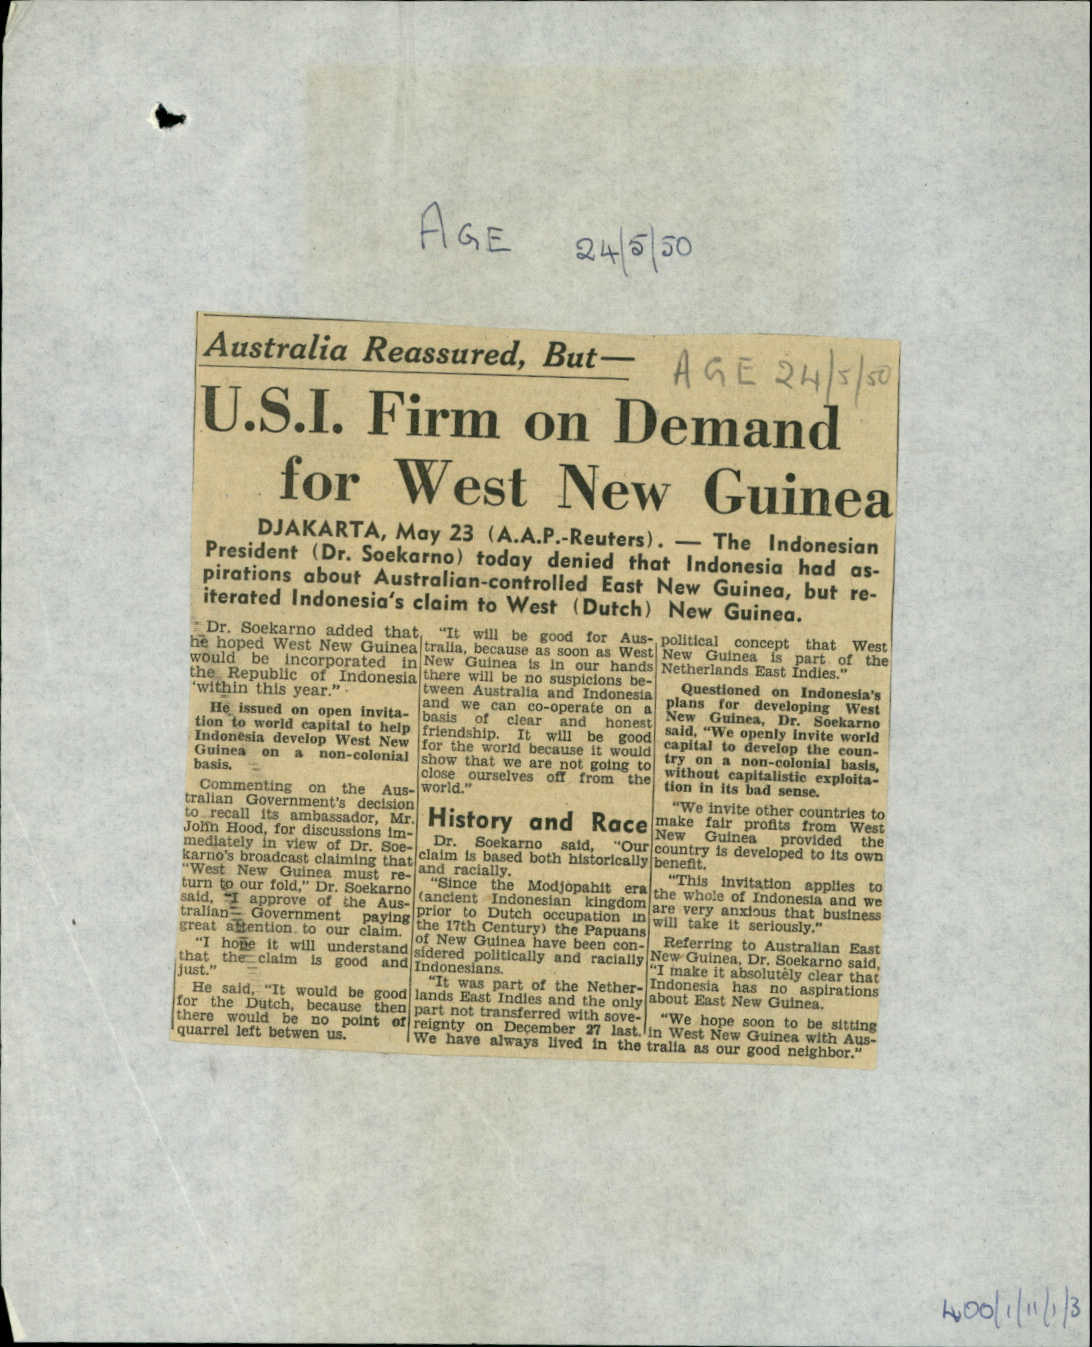 AGE 24/5/50
Australia Reassured, But—
AGE 24/5/50
U.S.I. Firm on Demand
for West New Guinea
DJAKARTA, May 23 (A.A.P.-Reuters). — The Indonesian
President (Dr. Soekarno) today denied that Indonesia had as-
pirations about Australian-controlled East New Guinea, but re-
iterated Indonesia's claim to West (Dutch) New Guinea.
Dr. Soekarno added that
he hoped West New Guinea
would be incorporated in
the Republic of Indonesia
'within this year."
He issued on open invita-
tion to world capital to help
Indonesia develop West New
Guinea on a non-colonial
basis.
Commenting on the Aus-
tralian Government's decision
to recall its ambassador, Mr.
John Hood, for discussions im-
mediately in view of Dr. Soe-
karno's broadcast claiming that
"West New Guinea must re-
turn to our fold," Dr. Soekarno
said, "I approve of the Aus-
tralian Government paying
great attention to our claim.
"I hope it will understand
that the claim is good and
just."
He said, "It would be good
for the Dutch, because then
there would be no point of
quarrel left betwen us.
"It will be good for Aus-
tralia, because as soon as West
New Guinea is in our hands
there will be no suspicions be-
tween Australia and Indonesia
and we can co-operate on a
basis of clear and honest
friendship. It will be good
for the world because it would
show that we are not going to
close ourselves off from the
world."
History and Race
Dr. Soekarno said, "Our
claim is based both historically
and racially.
"Since the Modjopahit era
(ancient Indonesian kingdom
prior to Dutch occupation in
the 17th Century) the Papuans
of New Guinea have been con-
sidered politically and racially
Indonesians.
"It was part of the Nether-
lands East Indies and the only
part not transferred with sove-
reignty on December 27 last.
We have always lived in the
political concept that West
New Guinea is part of the
Netherlands East Indies."
Questioned on Indonesia's
plans for developing West
New Guinea, Dr. Soekarno
said, "We openly invite world
capital to develop the coun-
try on a non-colonial basis,
without capitalistic exploita-
tion in its bad sense.
"We invite other countries to
make fair profits from West
New Guinea provided the
country is developed to its own
benefit.
"This invitation applies to
the whole of Indonesia and we
are very anxious that business
will take it seriously."
Referring to Australian East
New Guinea, Dr. Soekarno said,
"I make it absolutely clear that
Indonesia has no aspirations
about East New Guinea.
"We hope soon to be sitting
in West New Guinea with Aus-
tralia as our good neighbor."
400/1/11/1/3